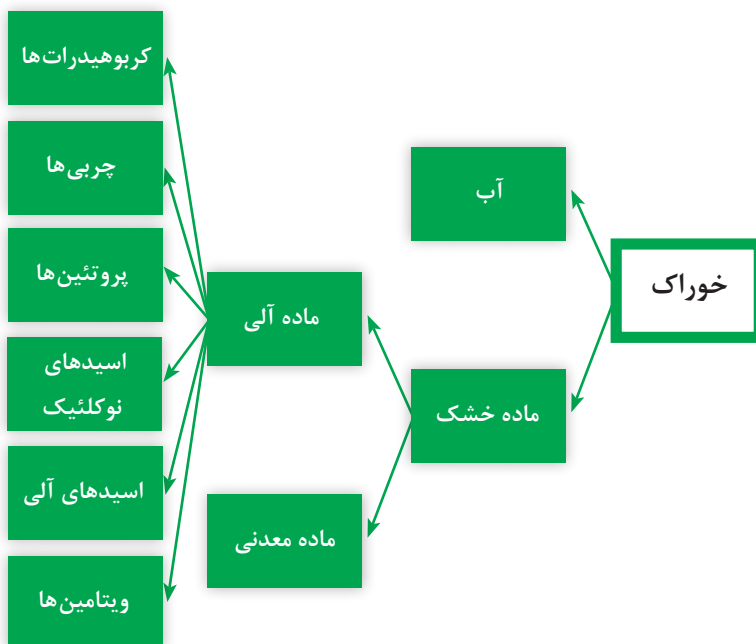 خوراک
آب
ماده خشک
ماده آلی
ماده معدنی
کربوهیدرات‌ها
چربی‌ها
پروتئین‌ها
اسیدهای
نوکلئیک
اسیدهای آلی
ویتامین‌ها